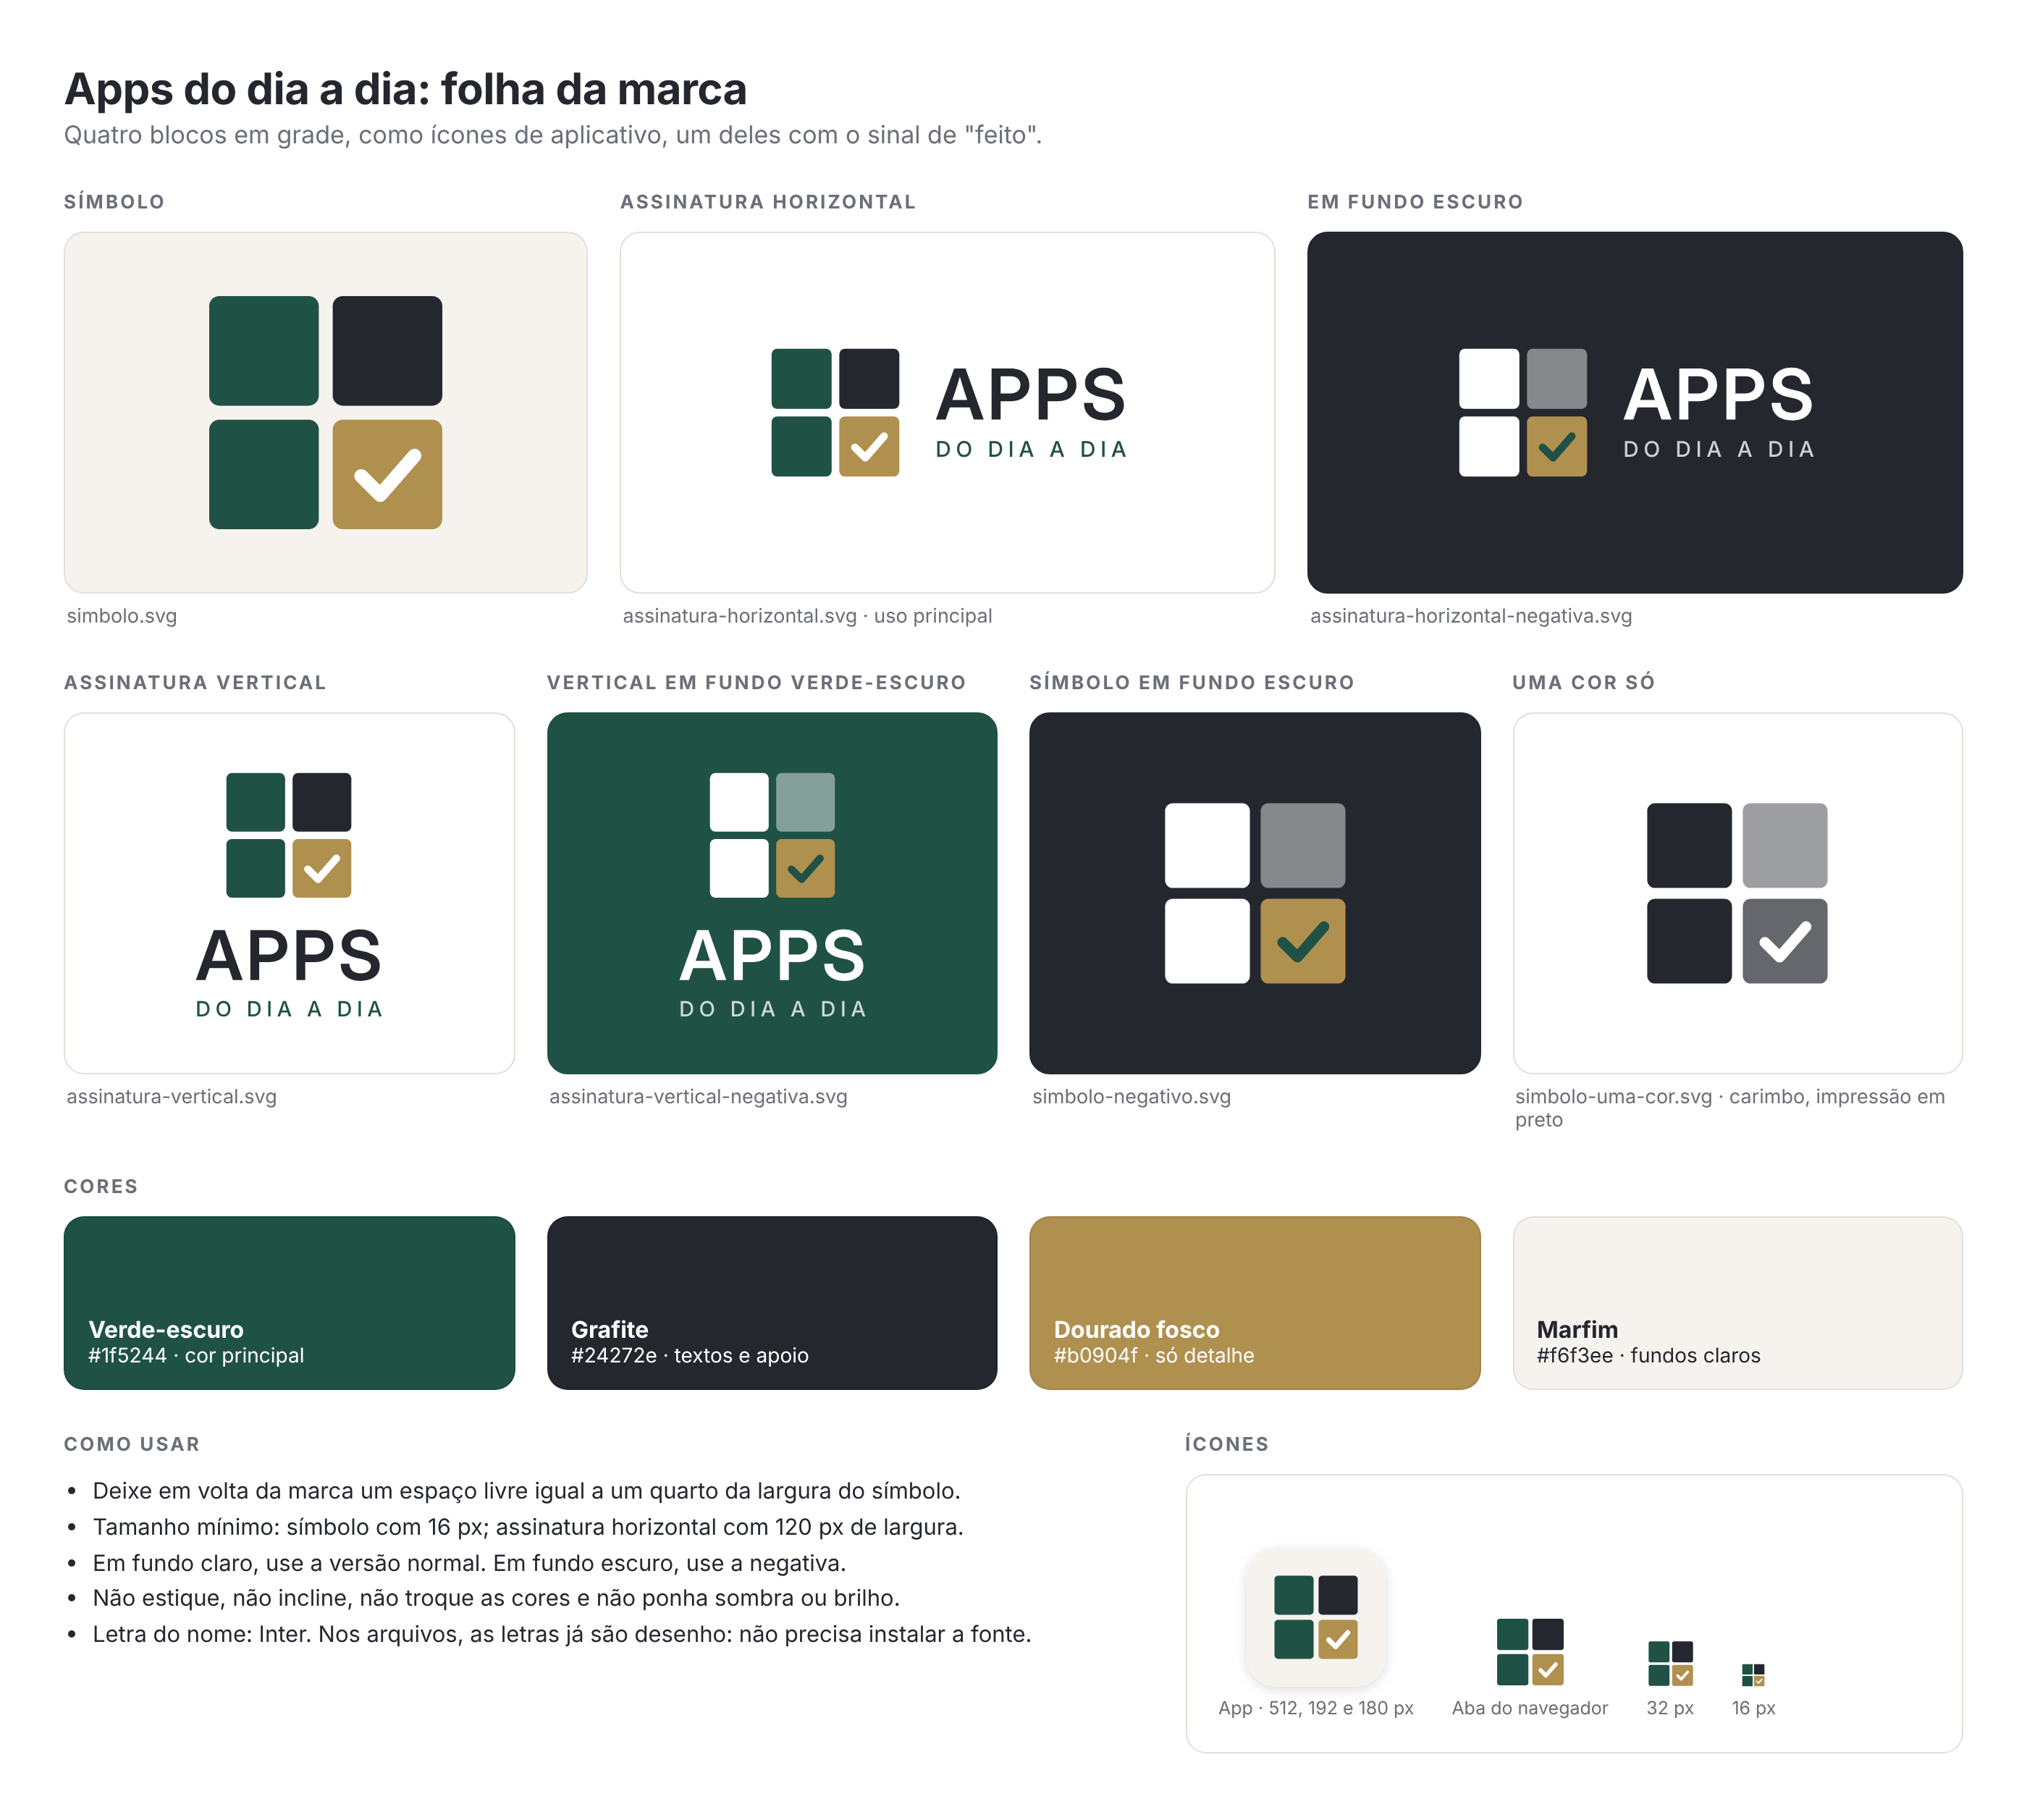 Apps do dia a dia: folha da marca
Quatro blocos em grade, como ícones de aplicativo, um deles com o sinal de "feito".
SÍMBOLO
ASSINATURA HORIZONTAL
EM FUNDO ESCURO
APPS
DO DIA A DIA
APPS
DO DIA A DIA
simbolo.svg
assinatura-horizontal.svg · uso principal
assinatura-horizontal-negativa.svg
ASSINATURA VERTICAL
VERTICAL EM FUNDO VERDE-ESCURO
SÍMBOLO EM FUNDO ESCURO
UMA COR SÓ
APPS
DO DIA A DIA
APPS
DO DIA A DIA
assinatura-vertical.svg
assinatura-vertical-negativa.svg
simbolo-negativo.svg
simbolo-uma-cor.svg · carimbo, impressão em
preto
CORES
Verde-escuro
#1f5244 · cor principal
Grafite
#24272e · textos e apoio
Dourado fosco
#b0904f · só detalhe
Marfim
#f6f3ee · fundos claros
COMO USAR
• Deixe em volta da marca um espaço livre igual a um quarto da largura do símbolo.
• Tamanho mínimo: símbolo com 16 px; assinatura horizontal com 120 px de largura.
• Em fundo claro, use a versão normal. Em fundo escuro, use a negativa.
• Não estique, não incline, não troque as cores e não ponha sombra ou brilho.
• Letra do nome: Inter. Nos arquivos, as letras já são desenho: não precisa instalar a fonte.
ÍCONES
App · 512, 192 e 180 px
Aba do navegador
32 px
16 px